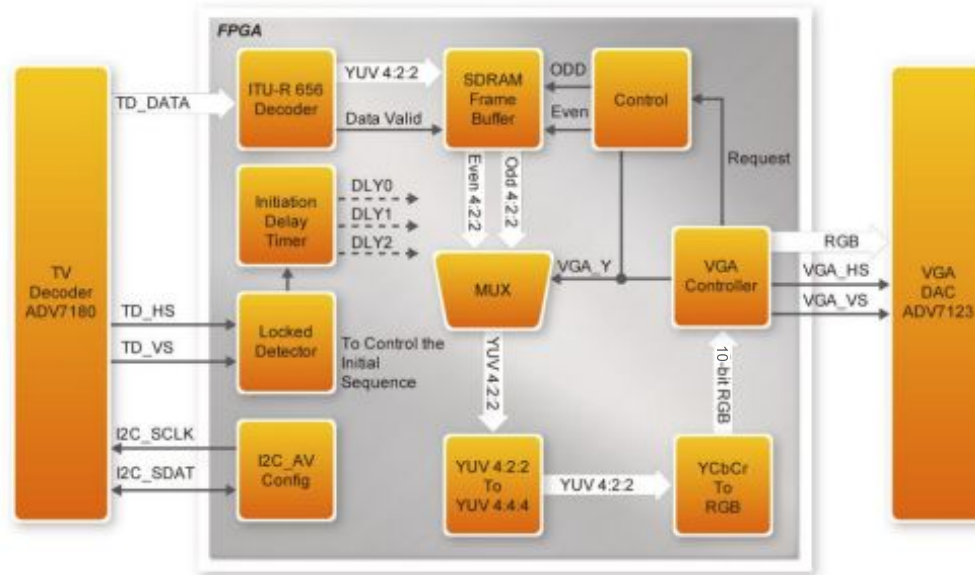 FPGA
TV
Decoder
ADV7180
TD_DATA
ITU-R 656
Decoder
YUV 4:2:2
Data Valid
SDRAM
Frame
Buffer
ODD
Even
Control
Request
Initiation
Delay
Timer
DLY0
DLY1
DLY2
Even 4:2:2
Odd 4:2:2
MUX
VGA_Y
VGA
Controller
RGB
VGA_HS
VGA_VS
VGA
DAC
ADV7123
TD_HS
TD_VS
Locked
Detector
To Control the
Initial
Sequence
YUV 4:2:2
10-bit RGB
I2C_SCLK
I2C_SDAT
I2C_AV
Config
YUV 4:2:2
To
YUV 4:4:4
YUV 4:2:2
YCbCr
To
RGB